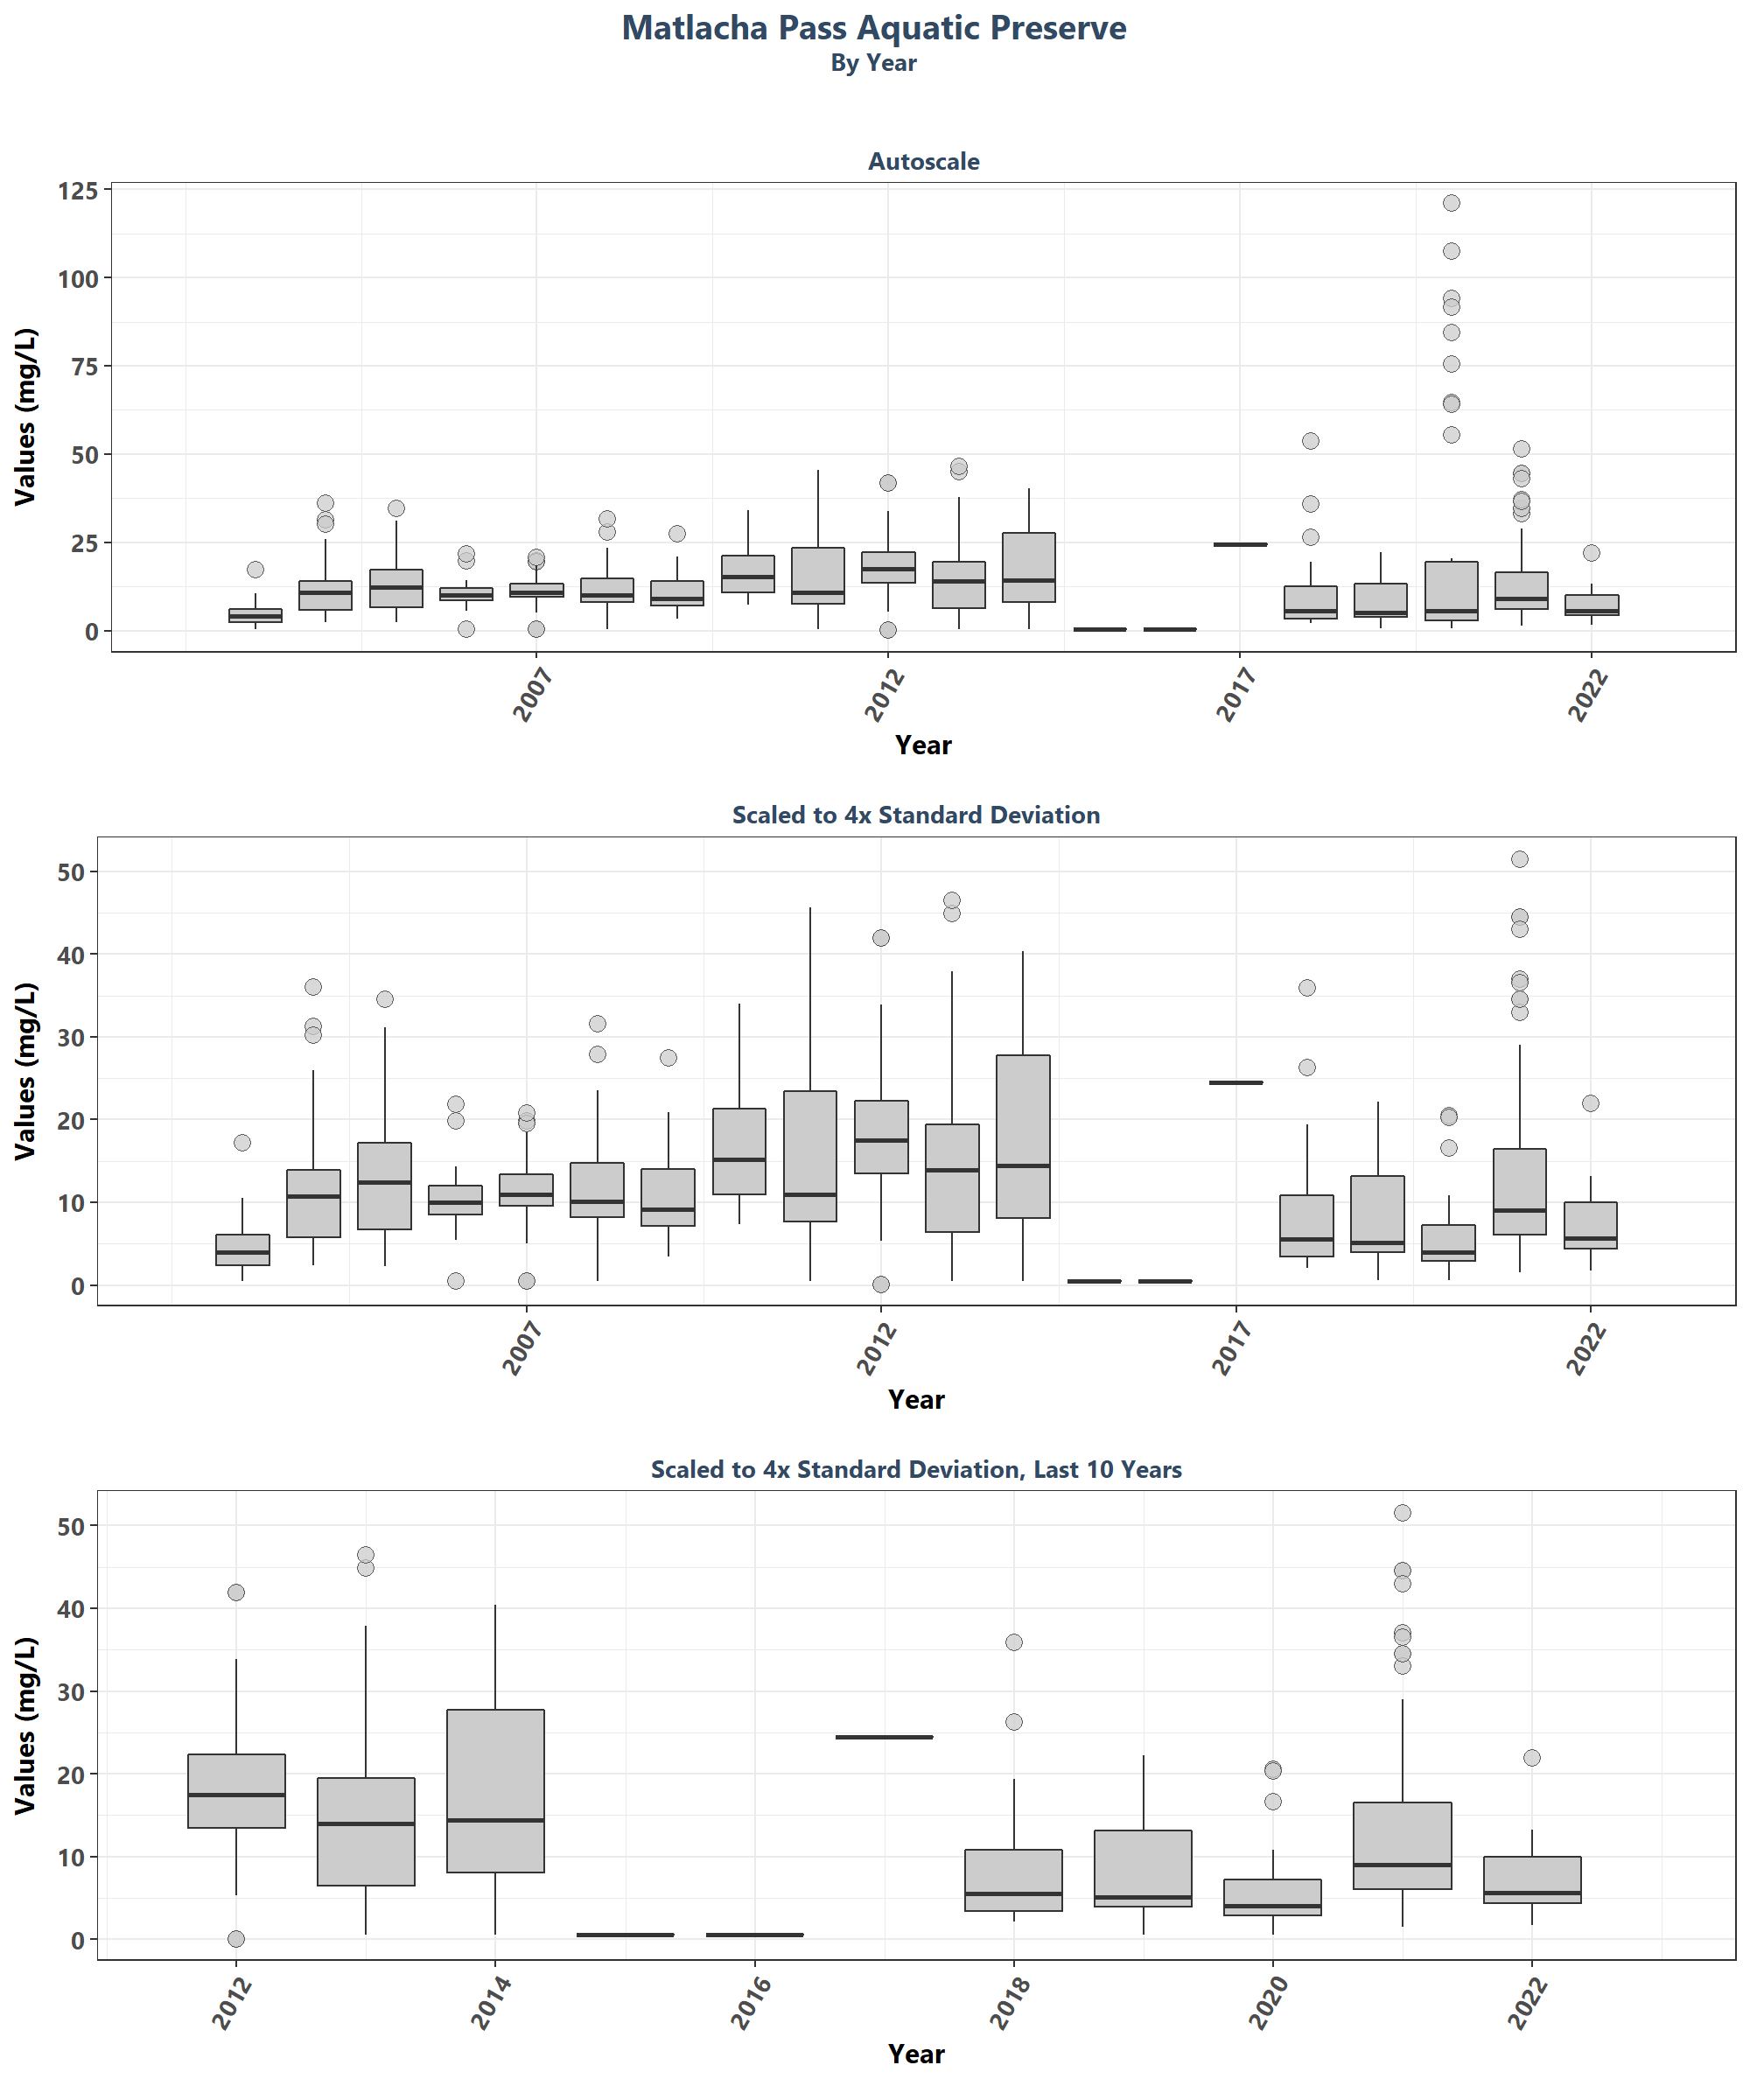 Matlacha Pass Aquatic Preserve
By Year
Autoscale
Values (mg/L)
125
100
75
50
25
0
2007
2012
2017
2022
Year
Scaled to 4x Standard Deviation
Values (mg/L)
50
40
30
20
10
0
2007
2012
2017
2022
Year
Scaled to 4x Standard Deviation, Last 10 Years
Values (mg/L)
50
40
30
20
10
0
2012
2014
2016
2018
2020
2022
Year